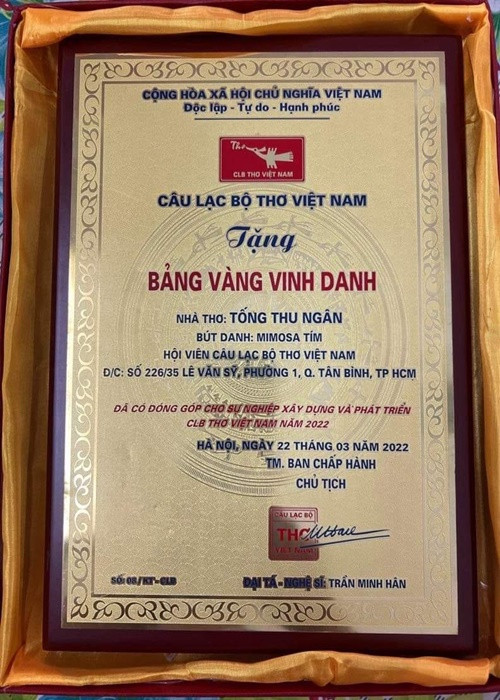 CỘNG HÒA XÃ HỘI CHỦ NGHĨA VIỆT NAM
Độc lập - Tự do - Hạnh phúc
Thơ
CLB THƠ VIỆT NAM
CÂU LẠC BỘ THƠ VIỆT NAM
Tặng
BẢNG VÀNG VINH DANH
NHÀ THƠ: TỐNG THU NGÂN
BÚT DANH: MIMOSA TÍM
HỘI VIÊN CÂU LẠC BỘ THƠ VIỆT NAM
D/C: SỐ 226/35 LÊ VĂN SỸ, PHƯỜNG 1, Q. TÂN BÌNH, TP HCM
ĐÃ CÓ ĐÓNG GÓP CHO SỰ NGHIỆP XÂY DỰNG VÀ PHÁT TRIỂN
CLB THƠ VIỆT NAM NĂM 2022
HÀ NỘI, NGÀY 22 THÁNG 03 NĂM 2022
TM. BAN CHẤP HÀNH
CHỦ TỊCH
CÂU LẠC BỘ
THƠ
VIỆT NAM
SỐ: 08/KT-CLB
ĐẠI TÁ - NGHỆ SĨ: TRẦN MINH HÂN